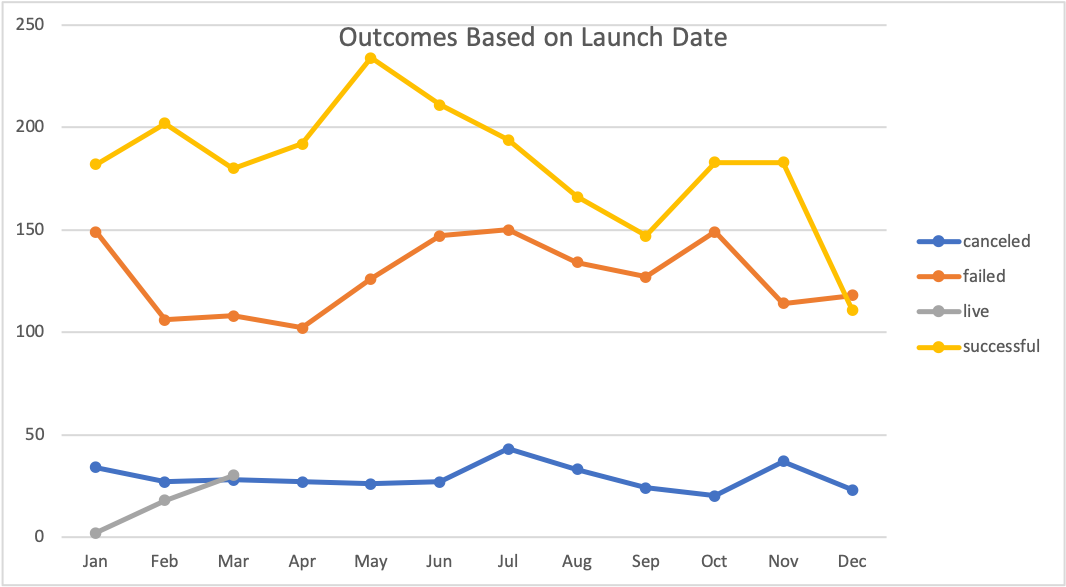 Outcomes Based on Launch Date
250
200
150
100
50
0
Jan Feb Mar Apr May Jun Jul Aug Sep Oct Nov Dec
canceled
failed
live
successful